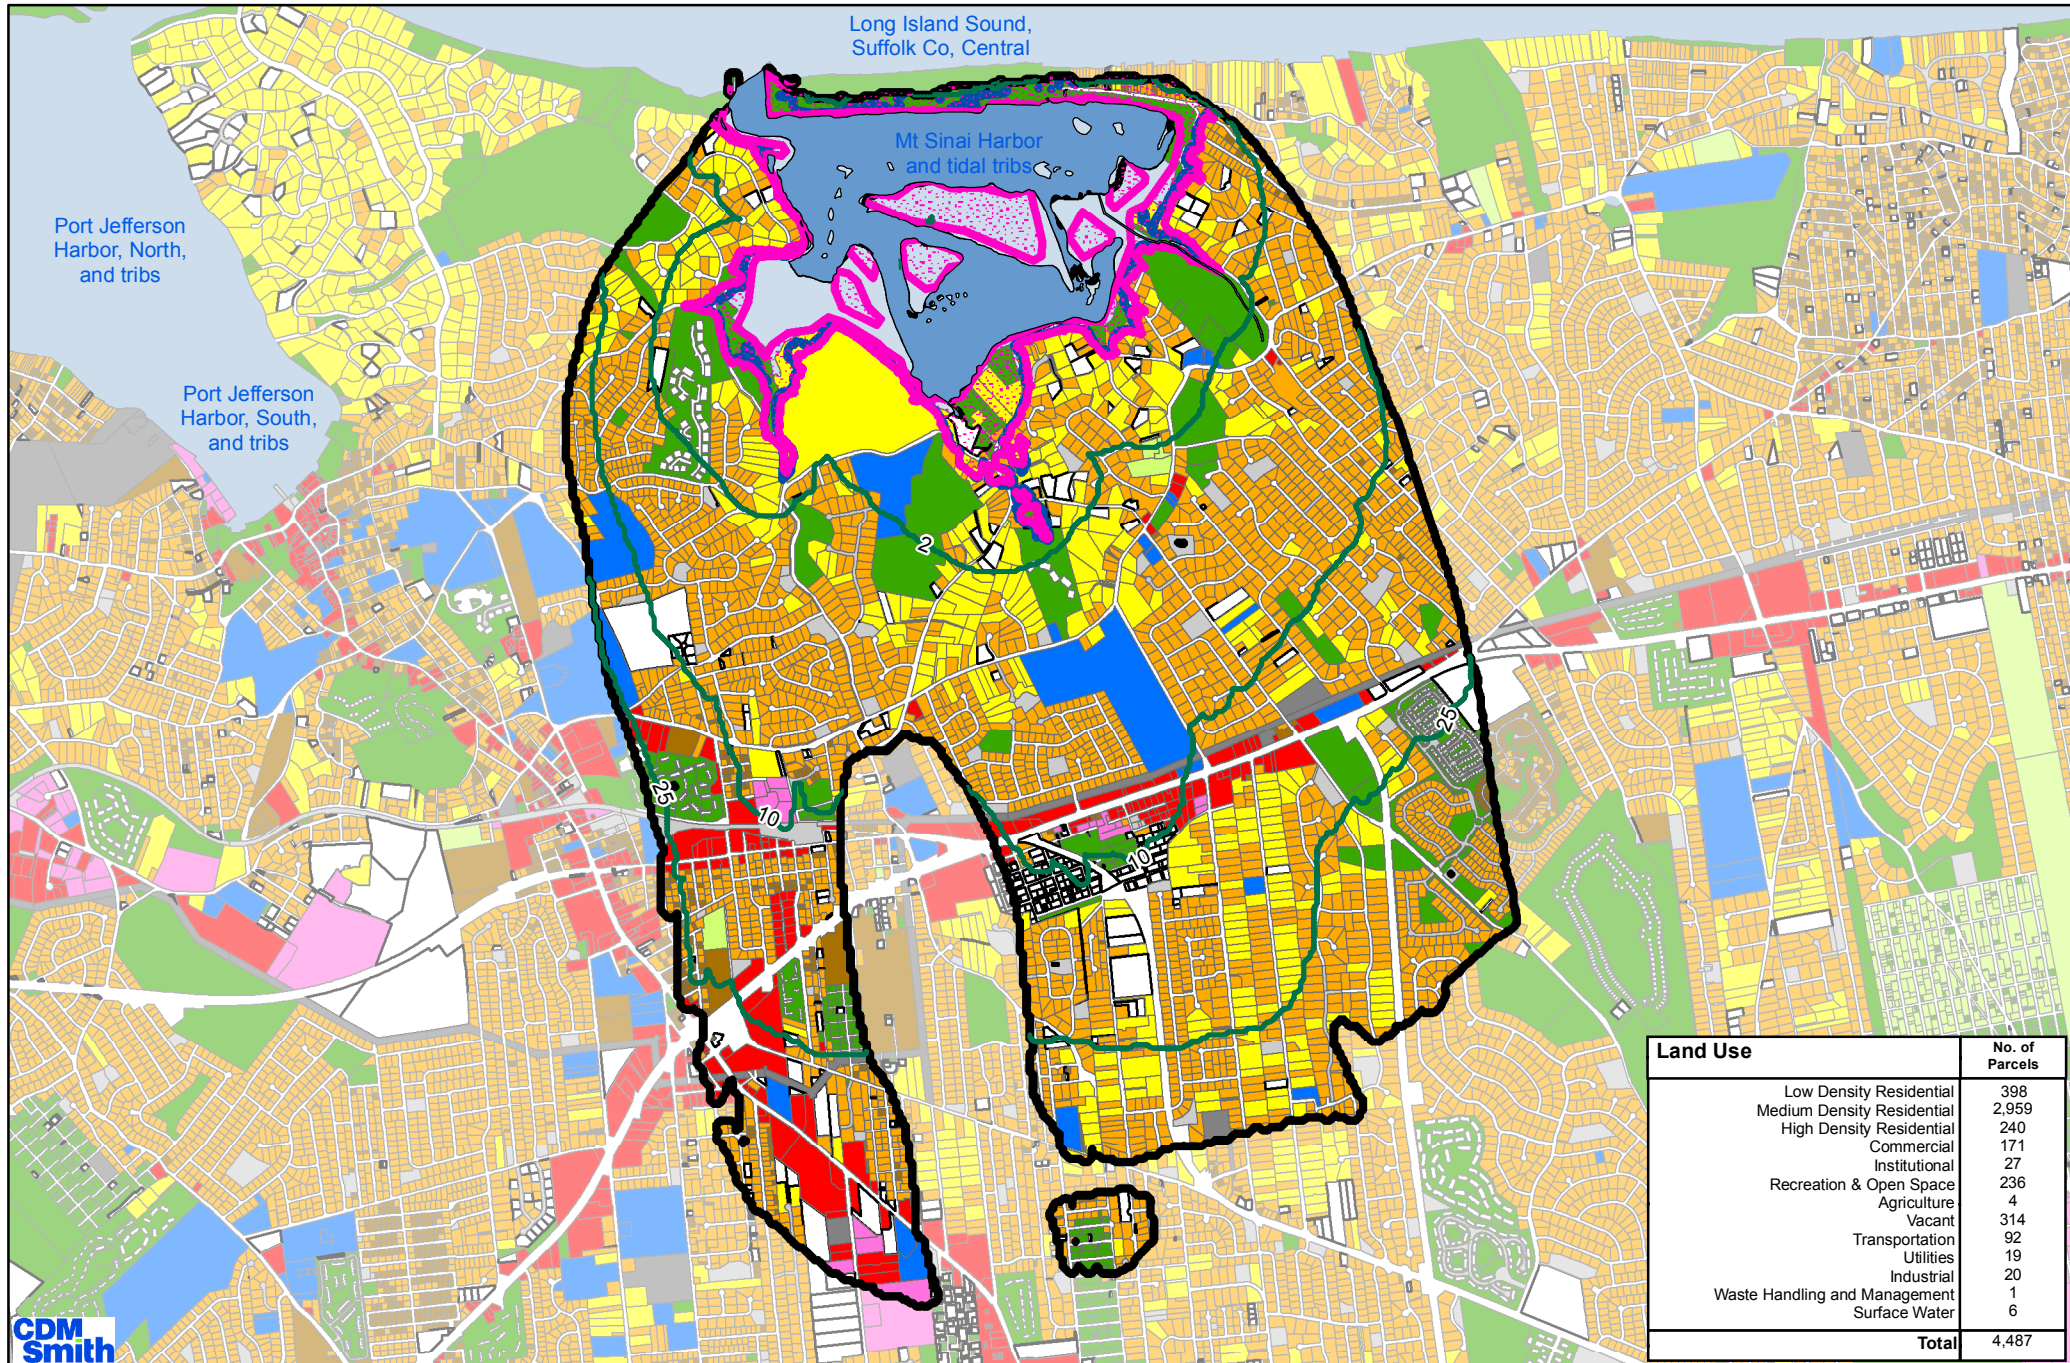 Long Island Sound,
Suffolk Co, Central
Mt Sinai Harbor
and tidal tribs
Port Jefferson
Harbor, North,
and tribs
Port Jefferson
Harbor, South,
and tribs
2
25
25
10
10
Land Use No. of Parcels
Low Density Residential 398
Medium Density Residential 2,959
High Density Residential 240
Commercial 171
Institutional 27
Recreation & Open Space 236
Agriculture 4
Vacant 314
Transportation 92
Utilities 19
Industrial 20
Waste Handling and Management 1
Surface Water 6
Total 4,487
CDM
Smith